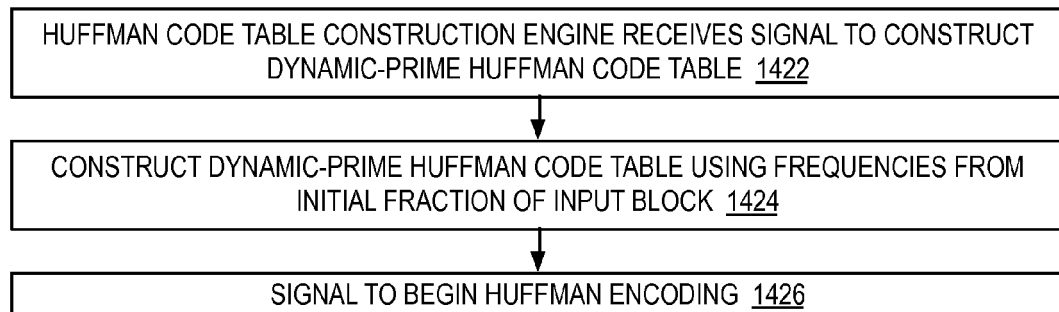 HUFFMAN CODE TABLE CONSTRUCTION ENGINE RECEIVES SIGNAL TO CONSTRUCT
DYNAMIC-PRIME HUFFMAN CODE TABLE 1422
CONSTRUCT DYNAMIC-PRIME HUFFMAN CODE TABLE USING FREQUENCIES FROM
INITIAL FRACTION OF INPUT BLOCK 1424
SIGNAL TO BEGIN HUFFMAN ENCODING 1426